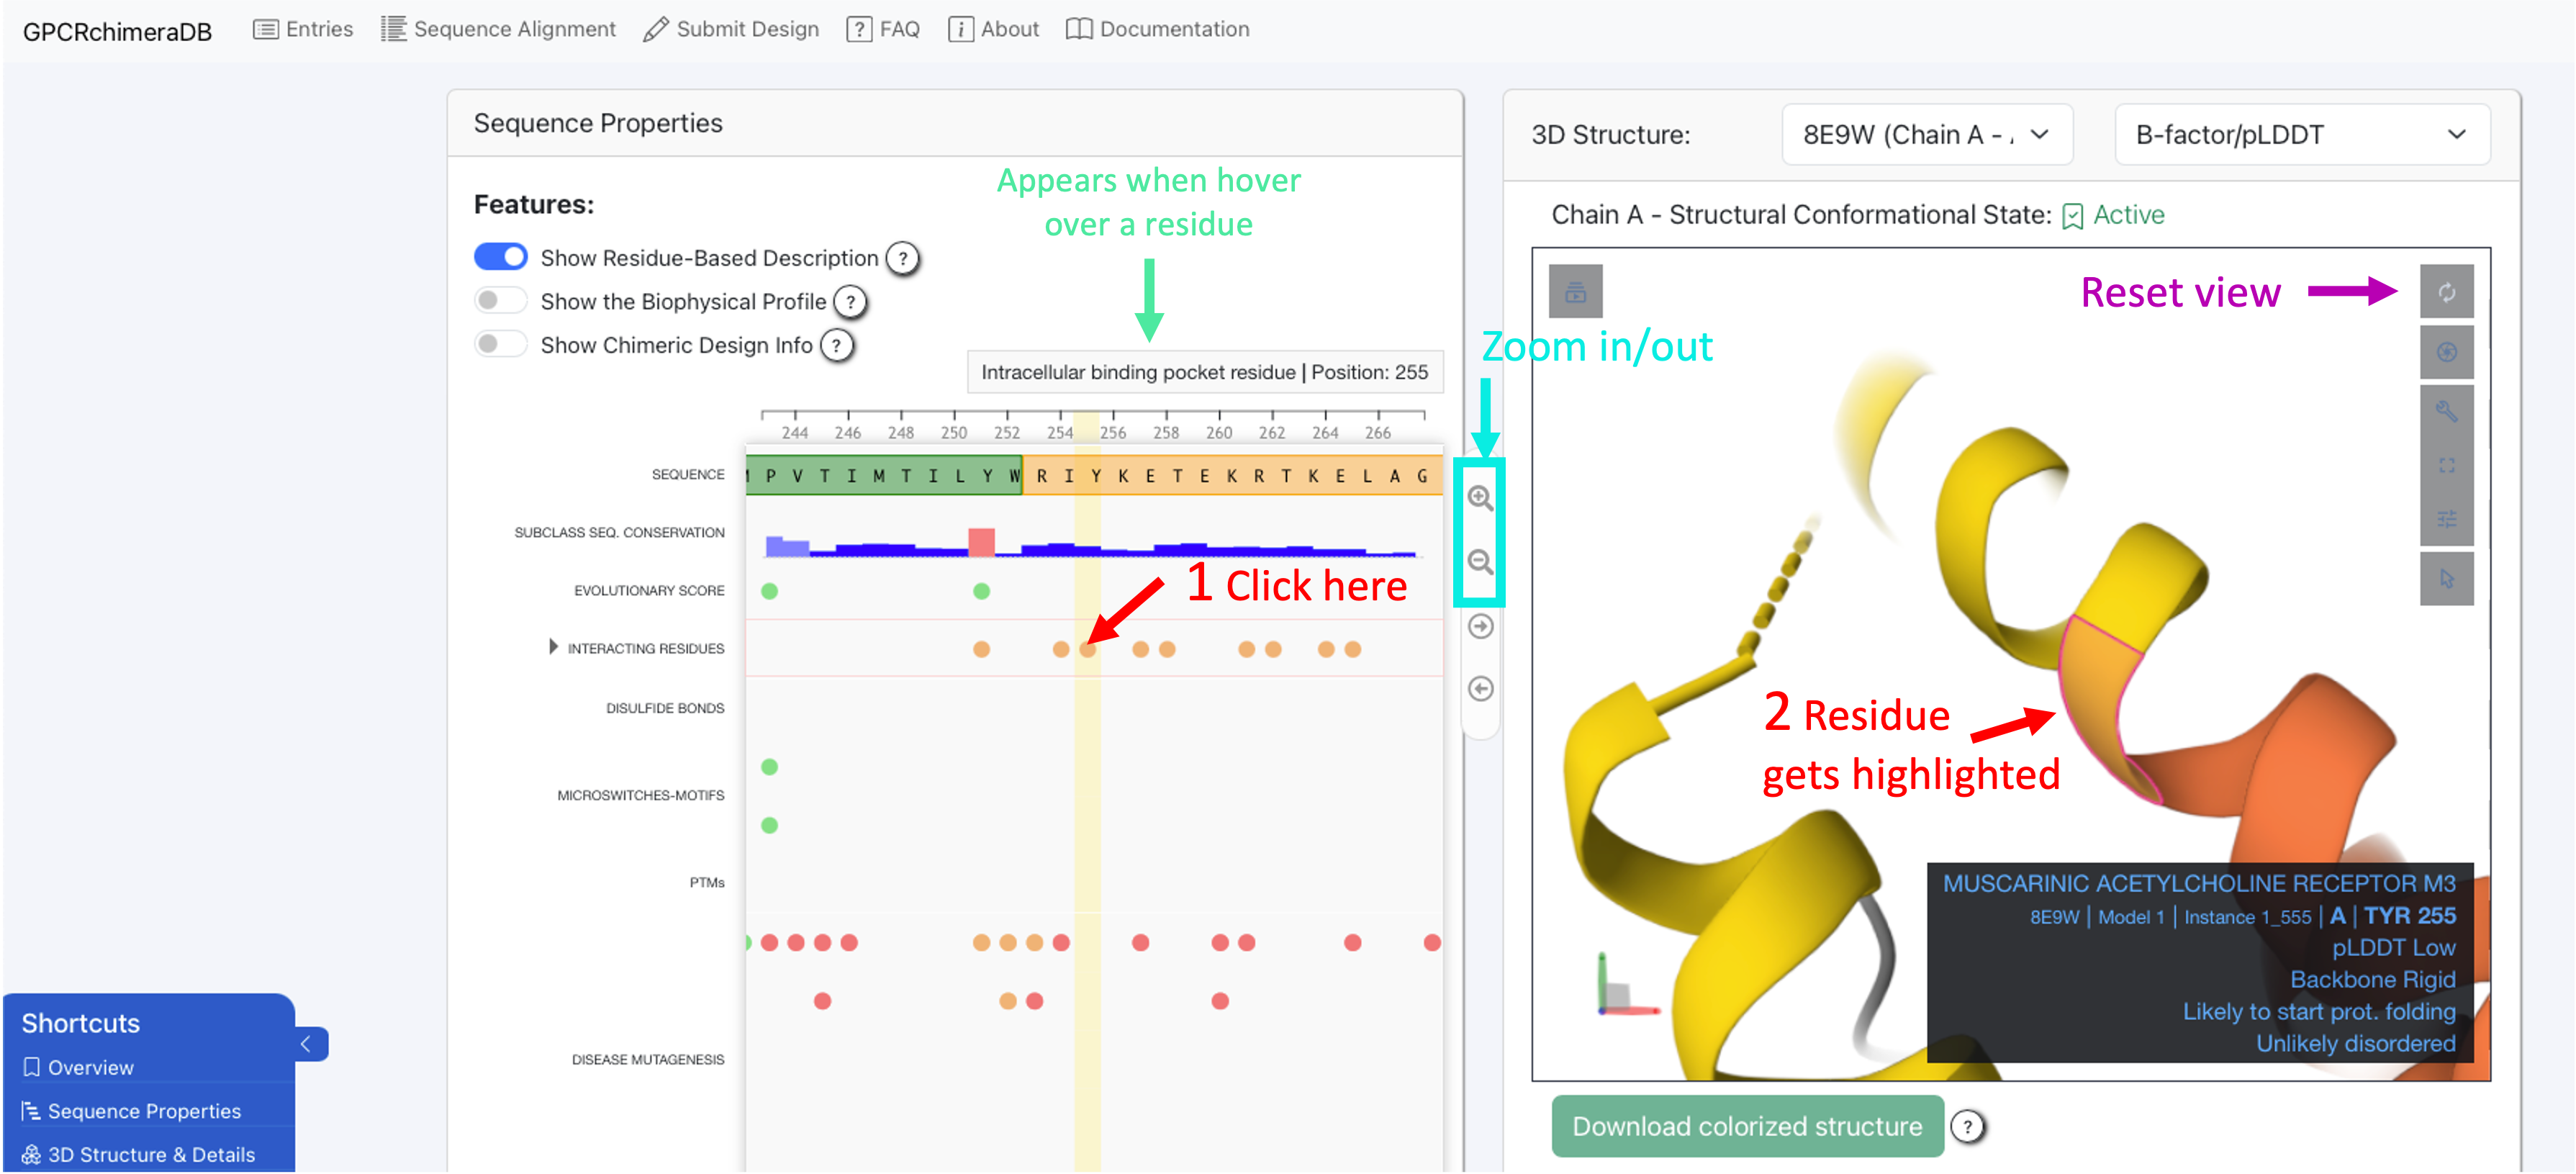 GPCRchimeraDB Entries Sequence Alignment Submit Design FAQ About Documentation
Sequence Properties
Features:
Show Residue-Based Description ?
Show the Biophysical Profile ?
Show Chimeric Design Info ?
Appears when hover
over a residue
Intracellular binding pocket residue | Position: 255
244 246 248 250 252 254 256 258 260 262 264 266
SEQUENCE
P V T I M T I L Y W R I Y K E T E K R T K E L A G
SUBCLASS SEQ. CONSERVATION
EVOLUTIONARY SCORE
1 Click here
INTERACTING RESIDUES
DISULFIDE BONDS
MICROSWITCHES-MOTIFS
PTMs
DISEASE MUTAGENESIS
Zoom in/out
3D Structure: 8E9W (Chain A - B-factor/pLDDT
Chain A - Structural Conformational State: Active
Reset view
2 Residue
gets highlighted
MUSCARINIC ACETYLCHOLINE RECEPTOR M3
8E9W | Model 1 | Instance 1_555 | A | TYR 255
pLDDT Low
Backbone Rigid
Likely to start prot. folding
Unlikely disordered
Download colorized structure ?
Shortcuts
Overview
Sequence Properties
3D Structure & Details